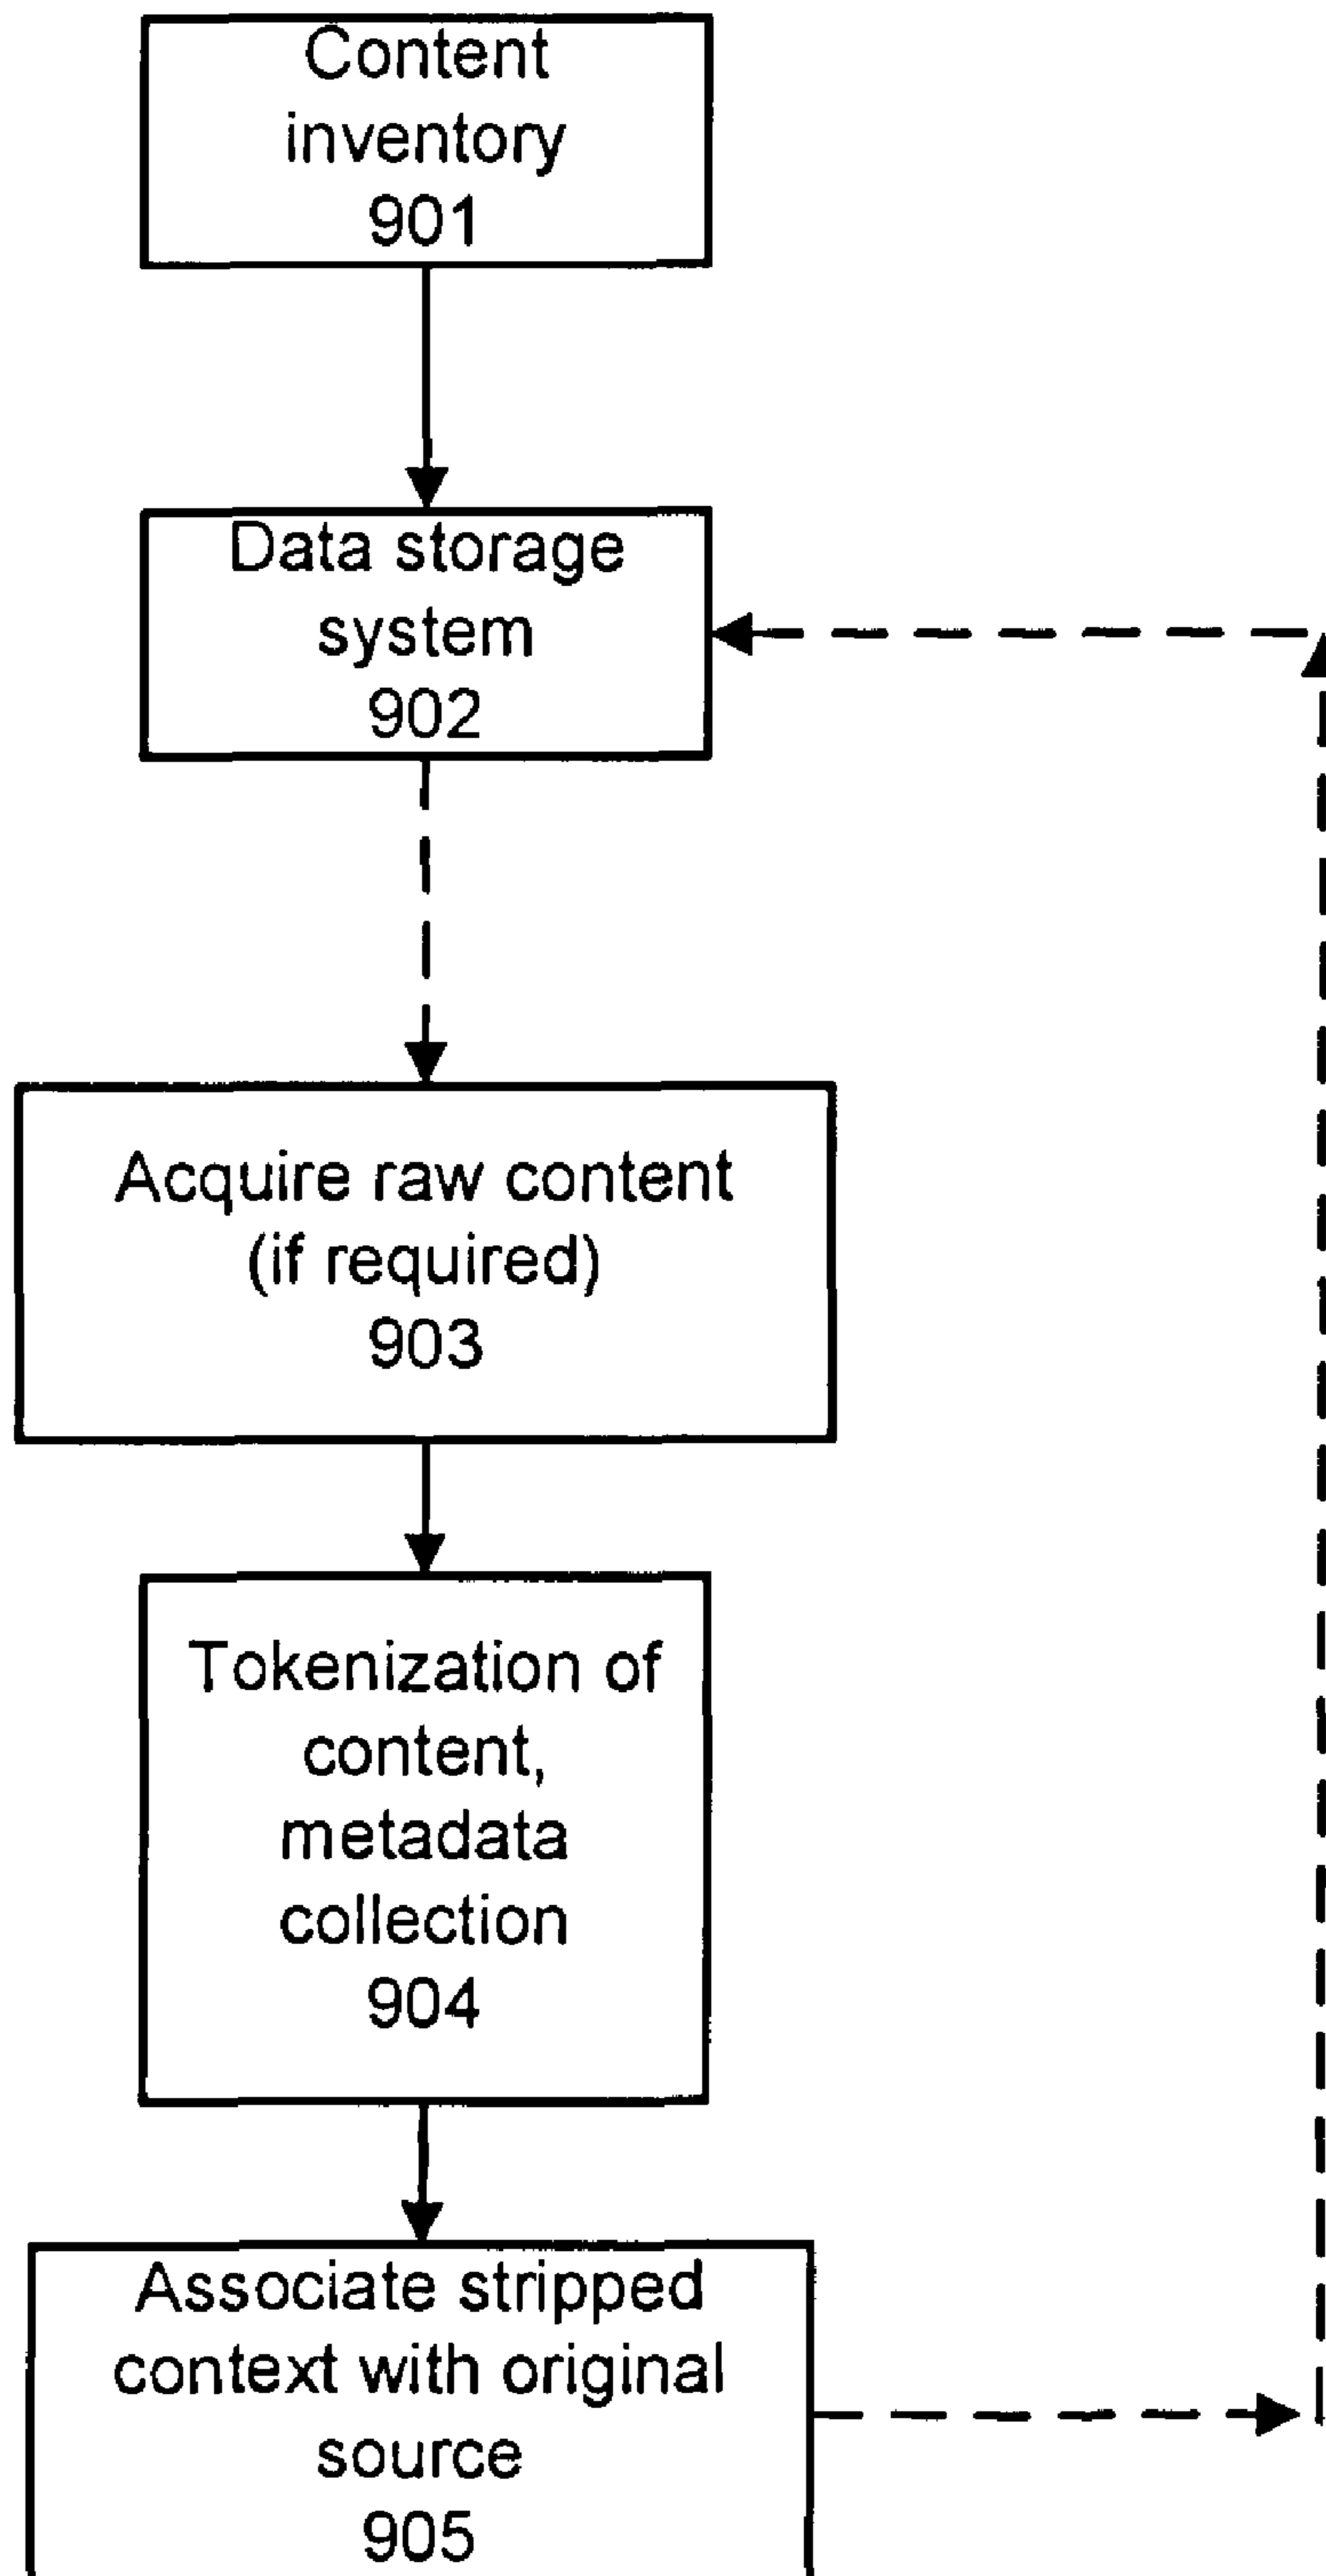 Content
inventory
901
Data storage
system
902
Acquire raw content
(if required)
903
Tokenization of
content,
metadata
collection
904
Associate stripped
context with original
source
905